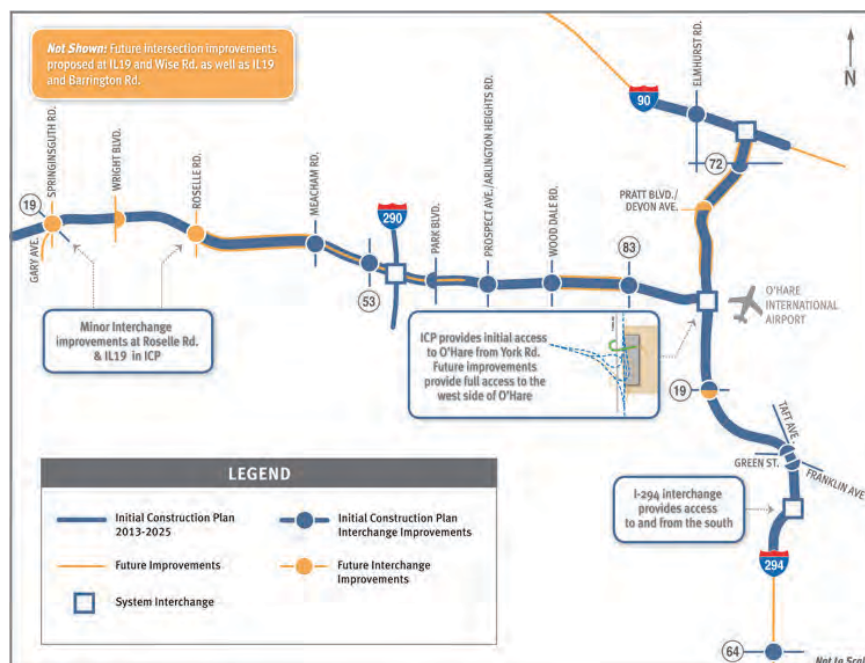 Not Shown: Future intersection improvements
proposed at IL19 and Wise Rd. as well as IL19
and Barrington Rd.
ELMHURST RD.
N
90
72
SPRINGINSGUTH RD.
WRIGHT BLVD.
ROSELLE RD.
MEACHAM RD.
19
GARY AVE.
290
PARK BLVD.
PROSPECT AVE./ARLINGTON HEIGHTS RD.
WOOD DALE RD.
PRATT BLVD./
DEVON AVE.
83
53
O'HARE
INTERNATIONAL
AIRPORT
Minor Interchange
improvements at Roselle Rd.
& IL19 in ICP
ICP provides initial access
to O'Hare from York Rd.
Future improvements
provide full access to the
west side of O'Hare
19
TAFT AVE.
GREEN ST.
FRANKLIN AVE.
I-294 interchange
provides access
to and from the south
294
64
LEGEND
Initial Construction Plan
2013-2025
Initial Construction Plan
Interchange Improvements
Future Improvements
Future Interchange
Improvements
System Interchange
Not to Scal